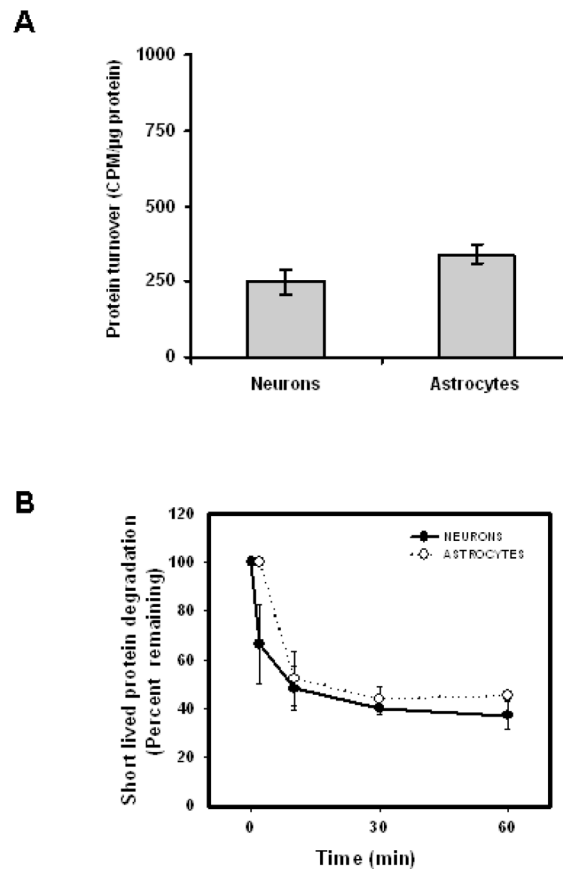 A
Protein turnover (CPM/µg protein)
1000
750
500
250
0
Neurons
Astrocytes
B
Short lived protein degradation
(Percent remaining)
120
100
80
60
40
20
0
NEURONS
ASTROCYTES
0
30
60
Time (min)